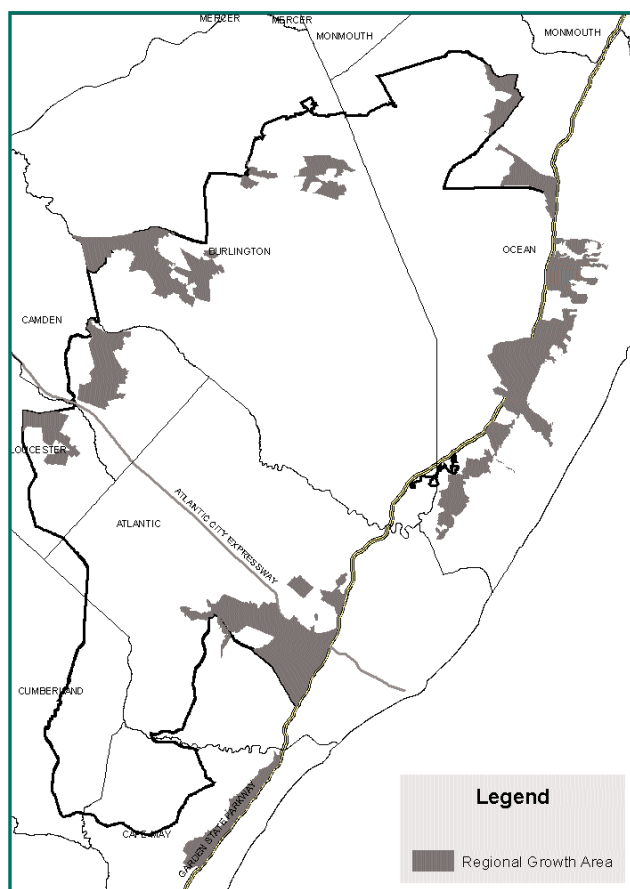 MERCER
MERCER
MONMOUTH
MONMOUTH
BURLINGTON
OCEAN
CAMDEN
LOUCESTER
ATLANTIC CITY EXPRESSWAY
ATLANTIC
CUMBERLAND
GARDEN STATE PARKWAY
CAPE MAY
Legend
Regional Growth Area